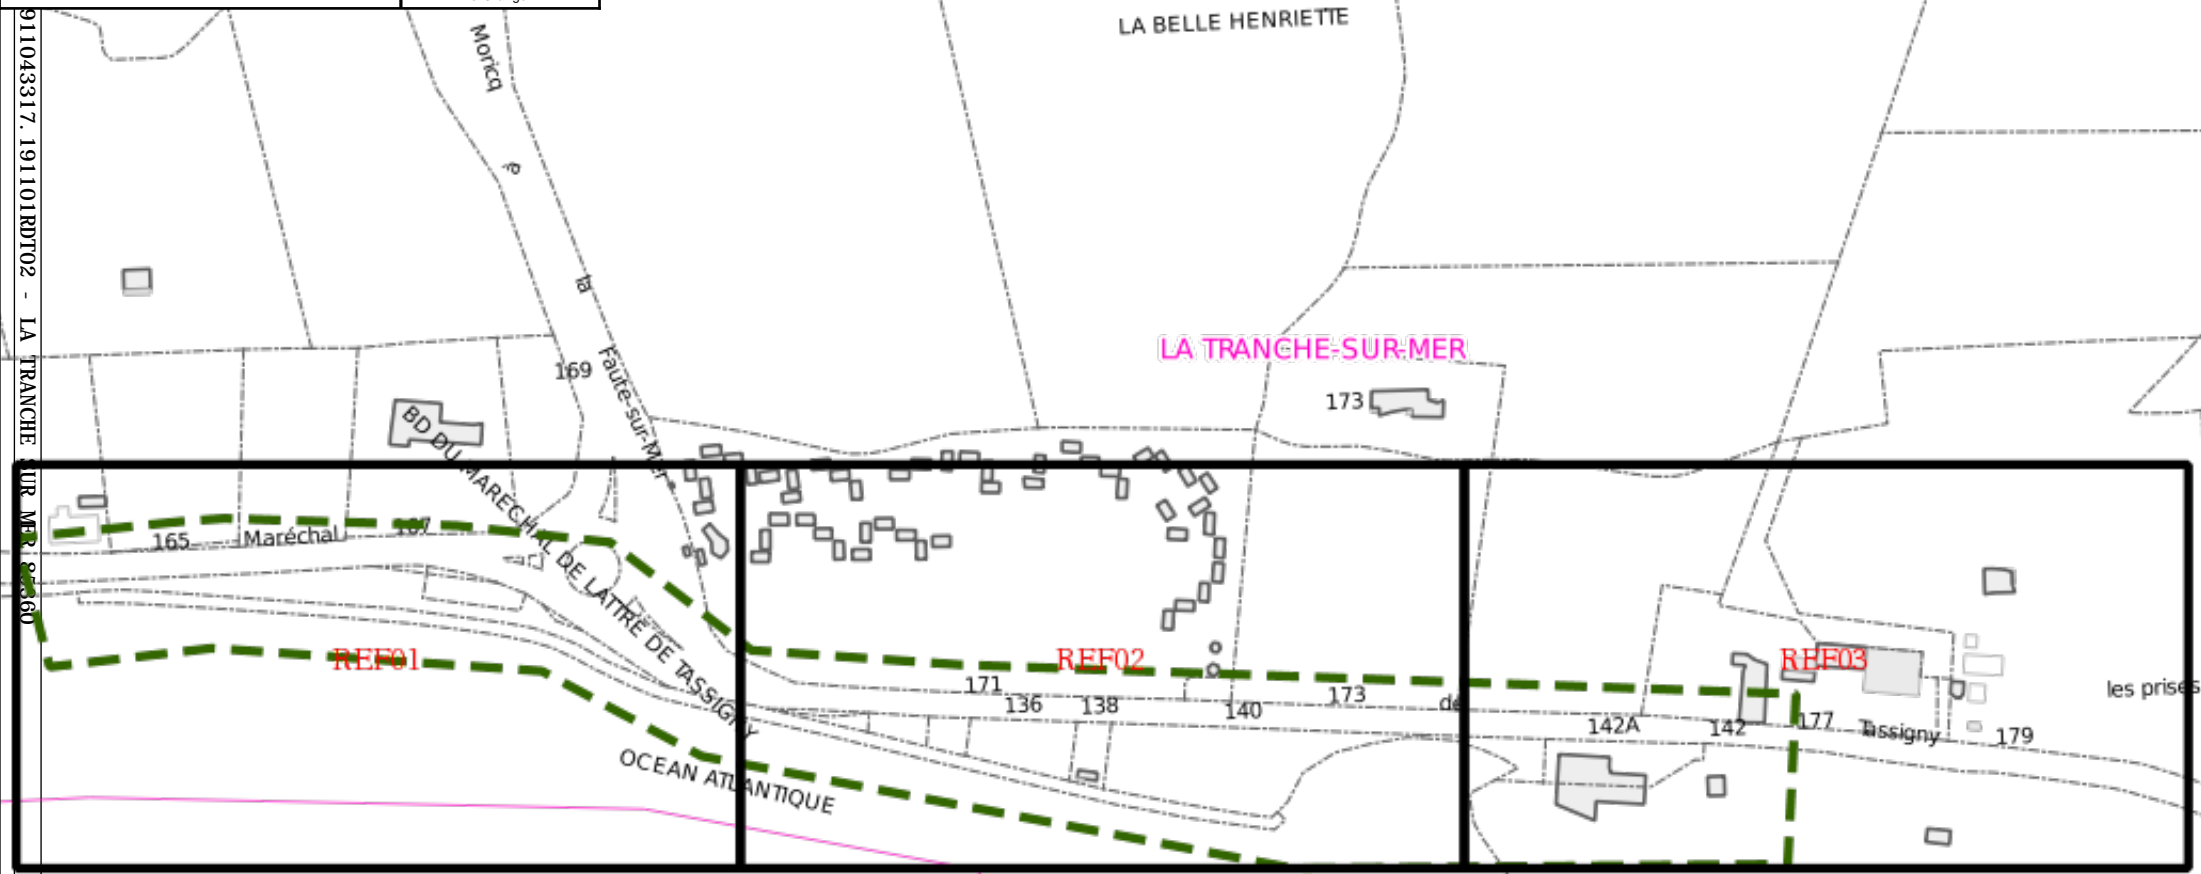 LA BELLE HENRIETTE
Moricq
à
la
Faute-sur-Mer
LA TRANCHE-SUR-MER
169
173
BD DU MARECHAL DE LATTRE DE TASSIGNY
165
Maréchal
167
REF01
REF02
REF03
171
136
138
140
173
de
142A
142
177
Tassigny
179
les prises
OCEAN ATLANTIQUE
911043317. 191101RDT02 - LA TRANCHE SUR MER 85360